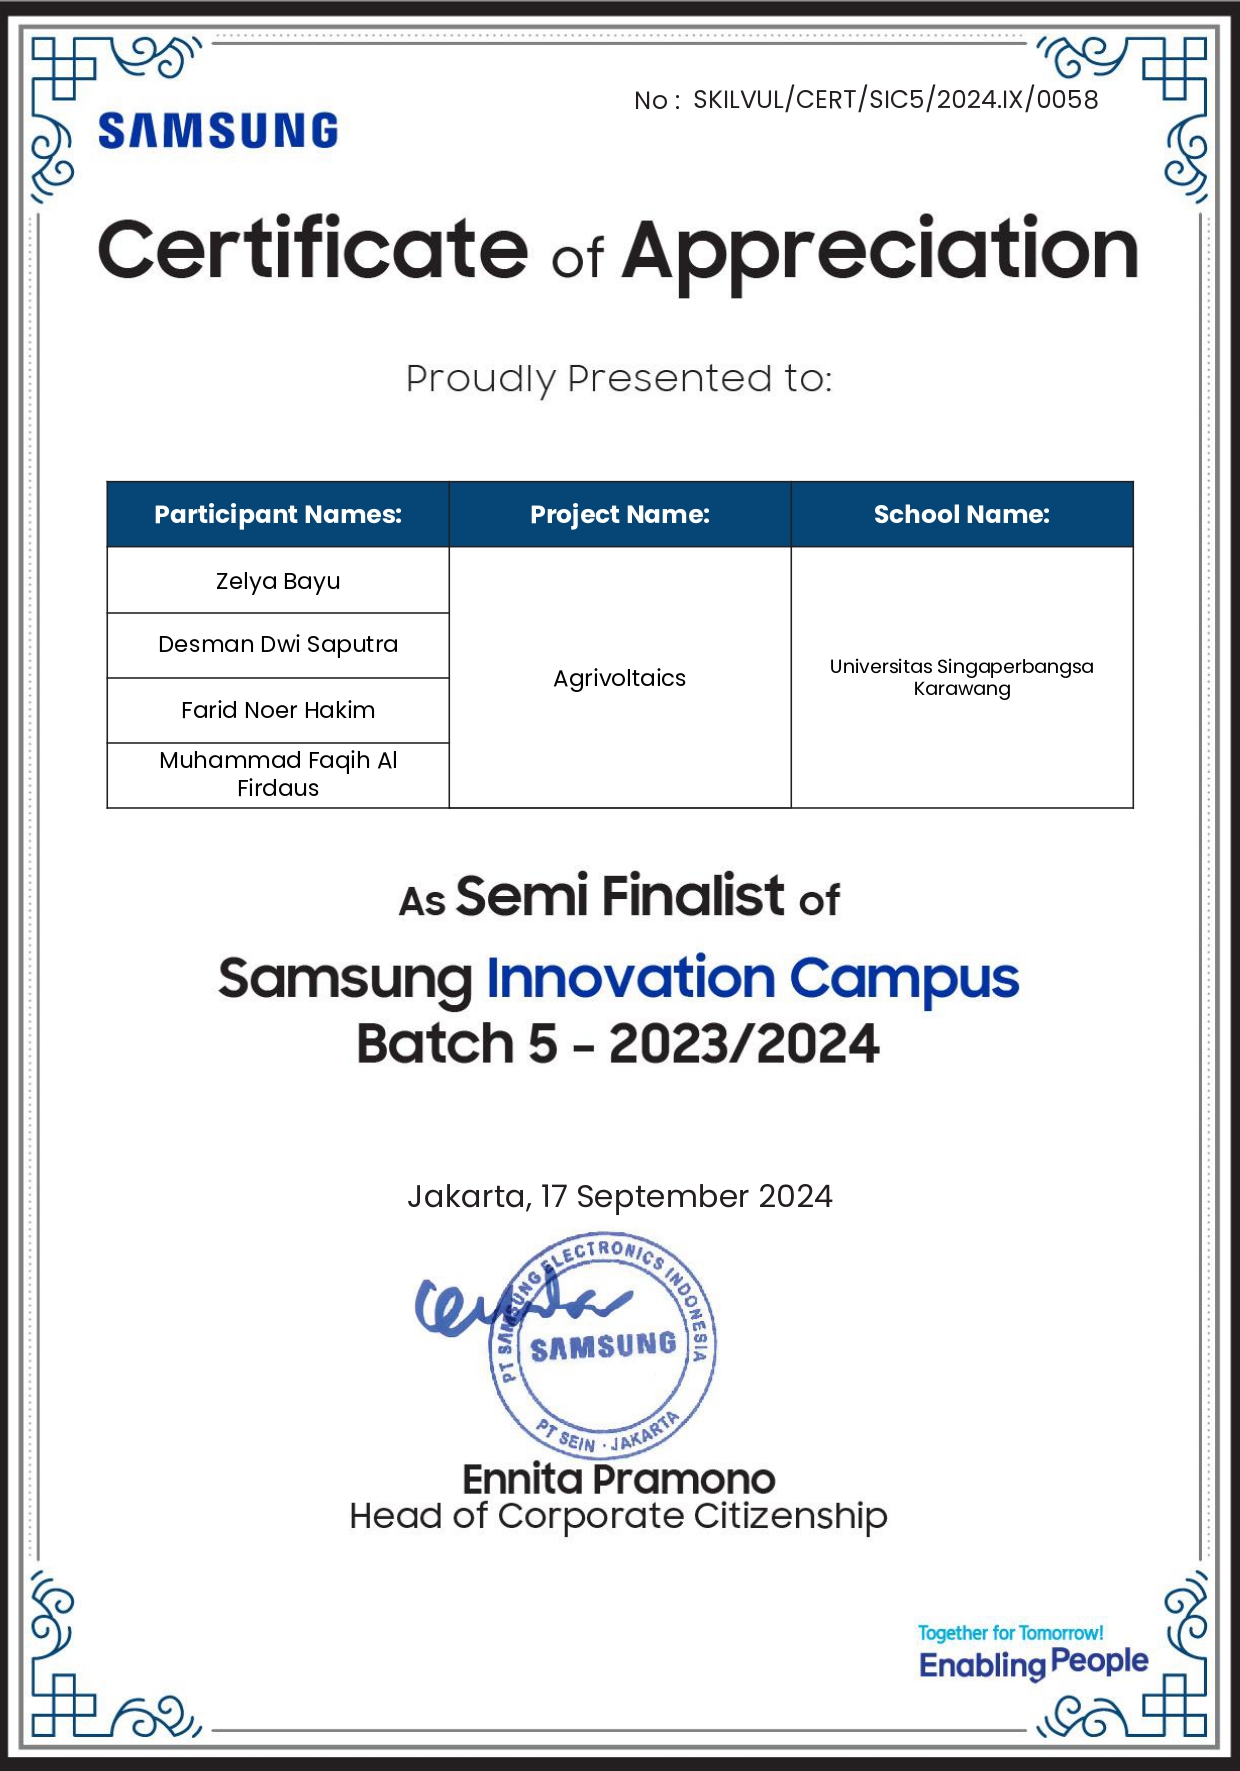 SAMSUNG
No : SKILVUL/CERT/SIC5/2024.IX/0058
Certificate of Appreciation
Proudly Presented to:
Participant Names:
Project Name:
School Name:
Zelya Bayu
Desman Dwi Saputra
Farid Noer Hakim
Muhammad Faqih Al
Firdaus
Agrivoltaics
Universitas Singaperbangsa
Karawang
As Semi Finalist of
Samsung Innovation Campus
Batch 5 - 2023/2024
Jakarta, 17 September 2024
PT SAMSUNG ELECTRONICS INDONESIA
SAMSUNG
PT SEIN · JAKARTA
Ennita Pramono
Head of Corporate Citizenship
Together for Tomorrow!
Enabling People